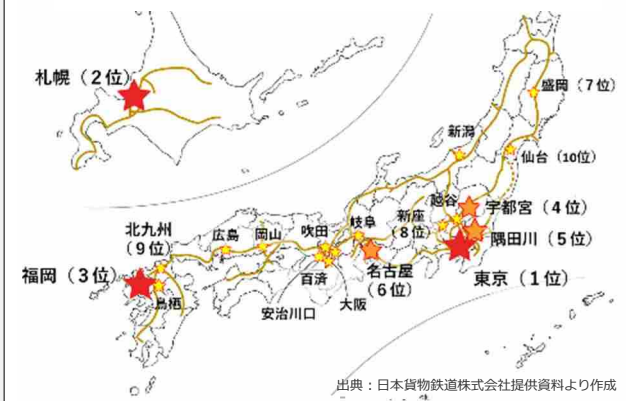 札幌（2位）
盛岡（7位）
新潟
仙台（10位）
越谷
宇都宮（4位）
北九州
（9位）
広島
岡山
吹田
岐阜
新座
（8位）
隅田川（5位）
福岡（3位）
鳥栖
百済
名古屋
（6位）
東京（1位）
安治川口
大阪
出典：日本貨物鉄道株式会社提供資料より作成